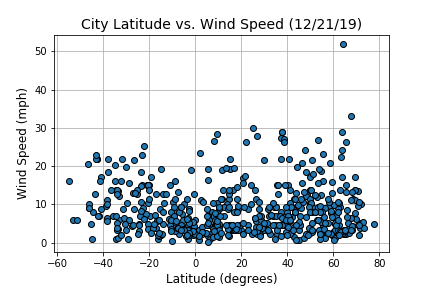 City Latitude vs. Wind Speed (12/21/19)
50
40
30
20
10
0
Wind Speed (mph)
−60 −40 −20 0 20 40 60 80
Latitude (degrees)